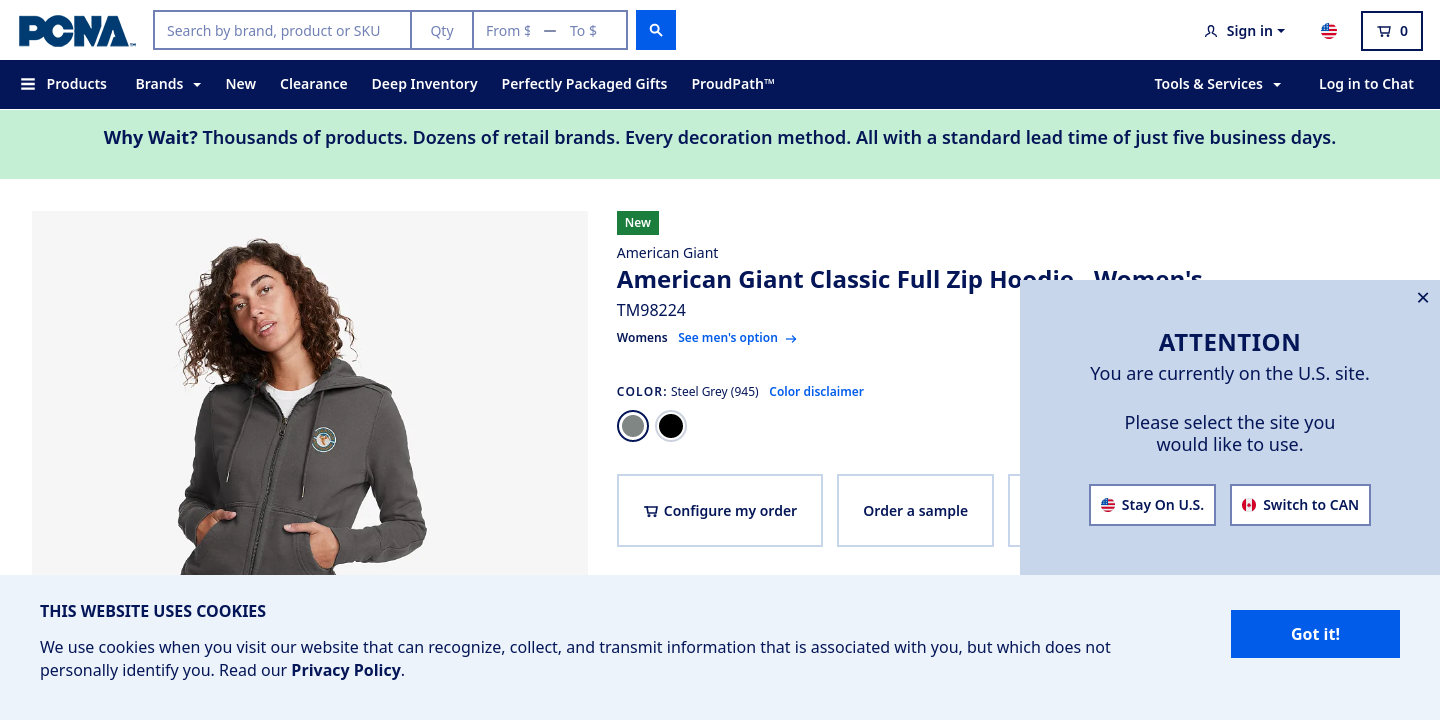 PCNA™
Search by brand, product or SKU
Qty
From $
To $
Sign in
0
Products
Brands
New
Clearance
Deep Inventory
Perfectly Packaged Gifts
ProudPath™
Tools & Services
Log in to Chat
Why Wait? Thousands of products. Dozens of retail brands. Every decoration method. All with a standard lead time of just five business days.
New
American Giant
American Giant Classic Full Zip Hoodie - Women's
TM98224
Womens See men's option →
COLOR: Steel Grey (945) Color disclaimer
Configure my order
Order a sample
ATTENTION
You are currently on the U.S. site.
Please select the site you
would like to use.
Stay On U.S.
Switch to CAN
THIS WEBSITE USES COOKIES
We use cookies when you visit our website that can recognize, collect, and transmit information that is associated with you, but which does not
personally identify you. Read our Privacy Policy.
Got it!